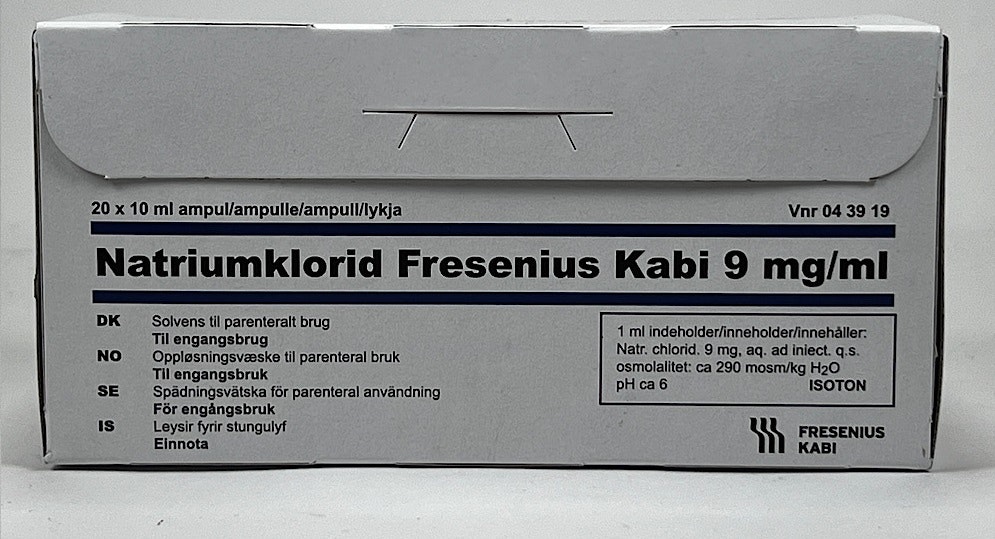 20 x 10 ml ampul/ampulle/ampull/lykja
Vnr 04 39 19
Natriumklorid Fresenius Kabi 9 mg/ml
DK Solvens til parenteralt brug
Til engangsbrug
NO Oppløsningsvæske til parenteral bruk
Til engangsbruk
SE Spädningsvätska för parenteral användning
För engångsbruk
IS Leysir fyrir stungulyf
Einnota
1 ml indeholder/inneholder/innehåller:
Natr. chlorid. 9 mg, aq. ad iniect. q.s.
osmolalitet: ca 290 mosm/kg H₂O
pH ca 6 ISOTON
FRESENIUS
KABI